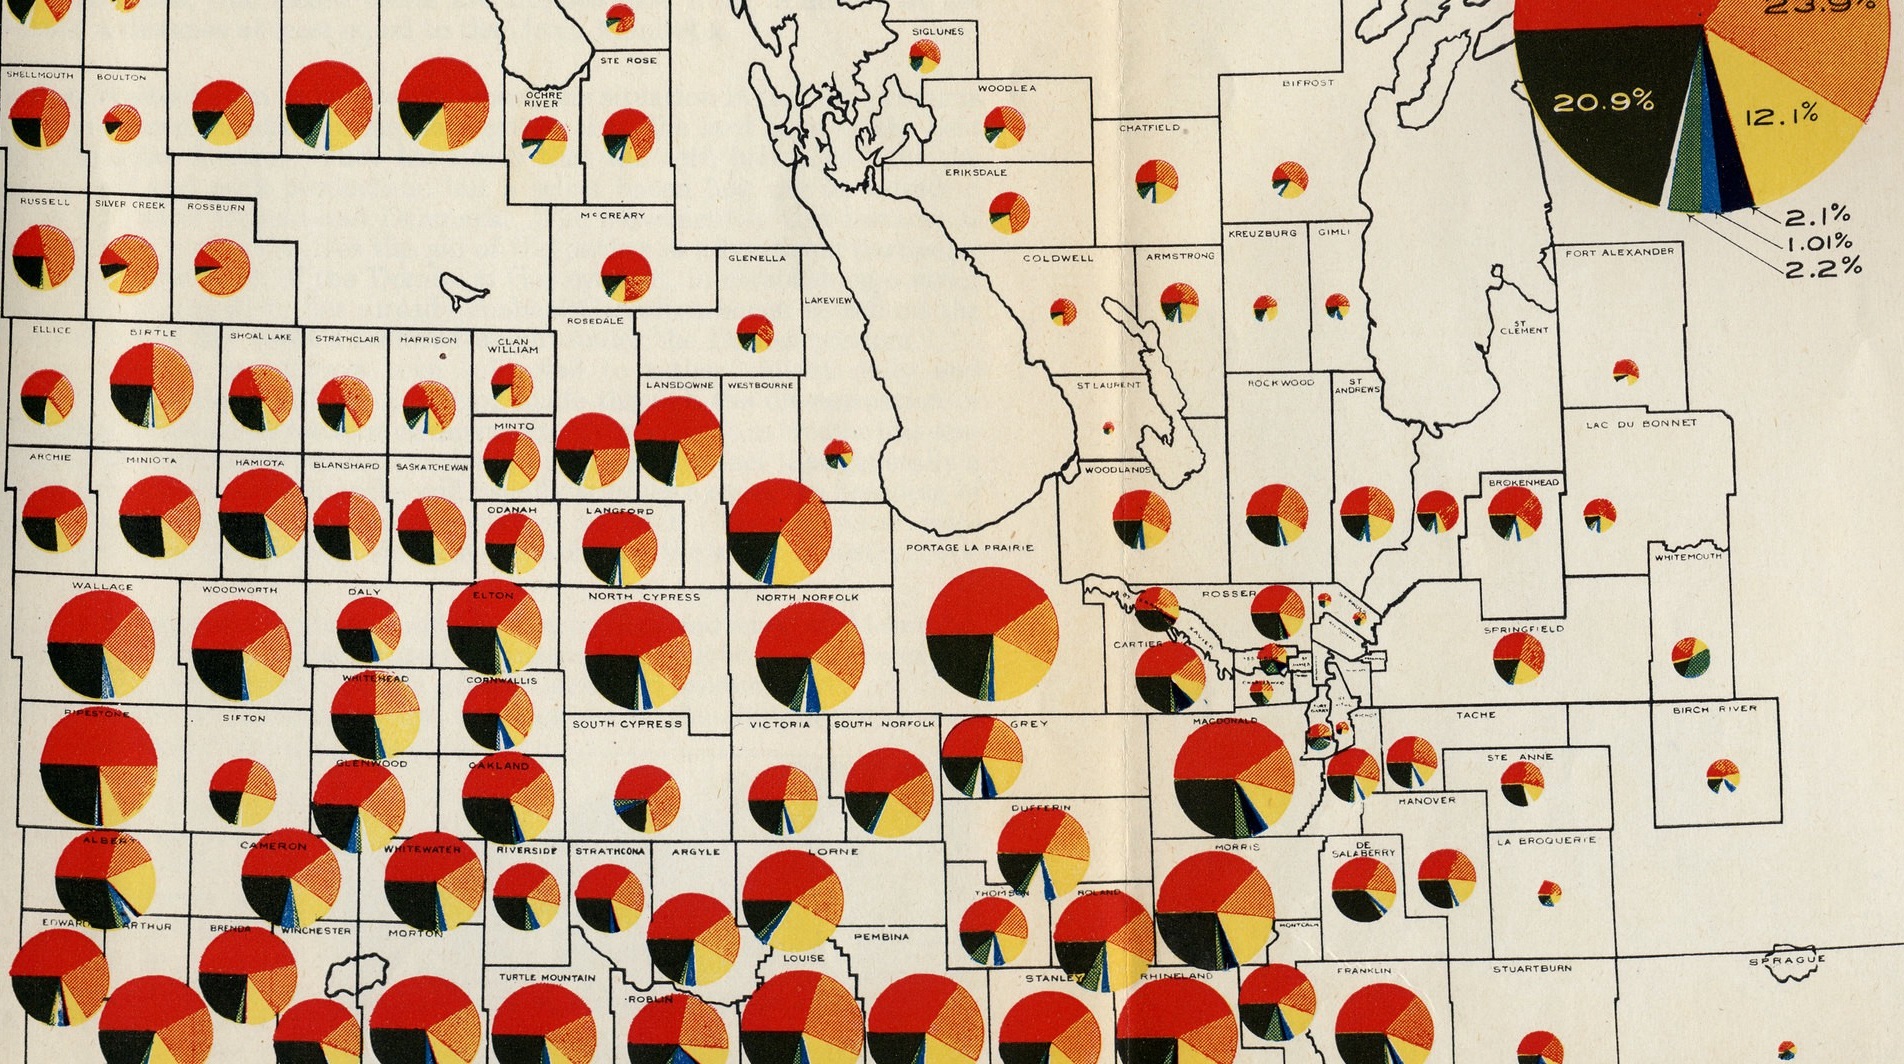 23.9%
SIGLUNES
STE ROSE
SHELLMOUTH
BOULTON
BIFROST
WOODLEA
OCHRE
RIVER
20.9%
12.1%
CHATFIELD
ERIKSDALE
RUSSELL
SILVER CREEK
ROSSBURN
McCREARY
2.1%
1.01%
2.2%
KREUZBURG
GIMLI
FORT ALEXANDER
GLENELLA
COLDWELL
ARMSTRONG
LAKEVIEW
ROSEDALE
ST
CLEMENT
ELLICE
BIRTLE
SHOAL LAKE
STRATHCLAIR
HARRISON
CLAN
WILLIAM
LANSDOWNE
WESTBOURNE
ST LAURENT
ROCKWOOD
ST
ANDREWS
LAC DU BONNET
MINTO
ARCHIE
MINIOTA
HAMIOTA
BLANSHARD
SASKATCHEWAN
WOODLANDS
BROKENHEAD
ODANAH
LANGFORD
PORTAGE LA PRAIRIE
WHITEMOUTH
WALLACE
WOODWORTH
DALY
ELTON
NORTH CYPRESS
NORTH NORFOLK
ROSSER
ST PAUL
XAVIER
SPRINGFIELD
CARTIER
WHITEHEAD
CORNWALLIS
PIPESTONE
SIFTON
SOUTH CYPRESS
VICTORIA
SOUTH NORFOLK
GREY
MACDONALD
TACHE
BIRCH RIVER
GLENWOOD
OAKLAND
STE ANNE
DUFFERIN
HANOVER
ALBERT
CAMERON
WHITEWATER
RIVERSIDE
STRATHCONA
ARGYLE
LORNE
MORRIS
DE
SALABERRY
LA BROQUERIE
THOMSON
ROLAND
EDWARD
ARTHUR
BRENDA
WINCHESTER
MORTON
PEMBINA
MONTCALM
LOUISE
SPRAGUE
TURTLE MOUNTAIN
STANLEY
RHINELAND
FRANKLIN
STUARTBURN
ROBLIN